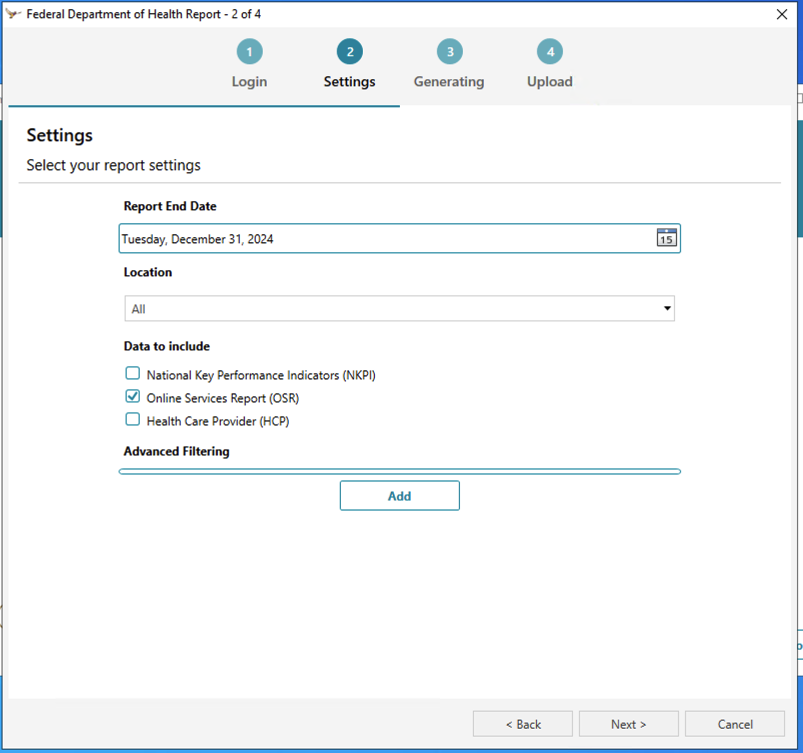 Federal Department of Health Report - 2 of 4
1 2 3 4
Login Settings Generating Upload
Settings
Select your report settings
Report End Date
Tuesday, December 31, 2024
15
Location
All
Data to include
National Key Performance Indicators (NKPI)
Online Services Report (OSR)
Health Care Provider (HCP)
Advanced Filtering
Add
< Back Next > Cancel